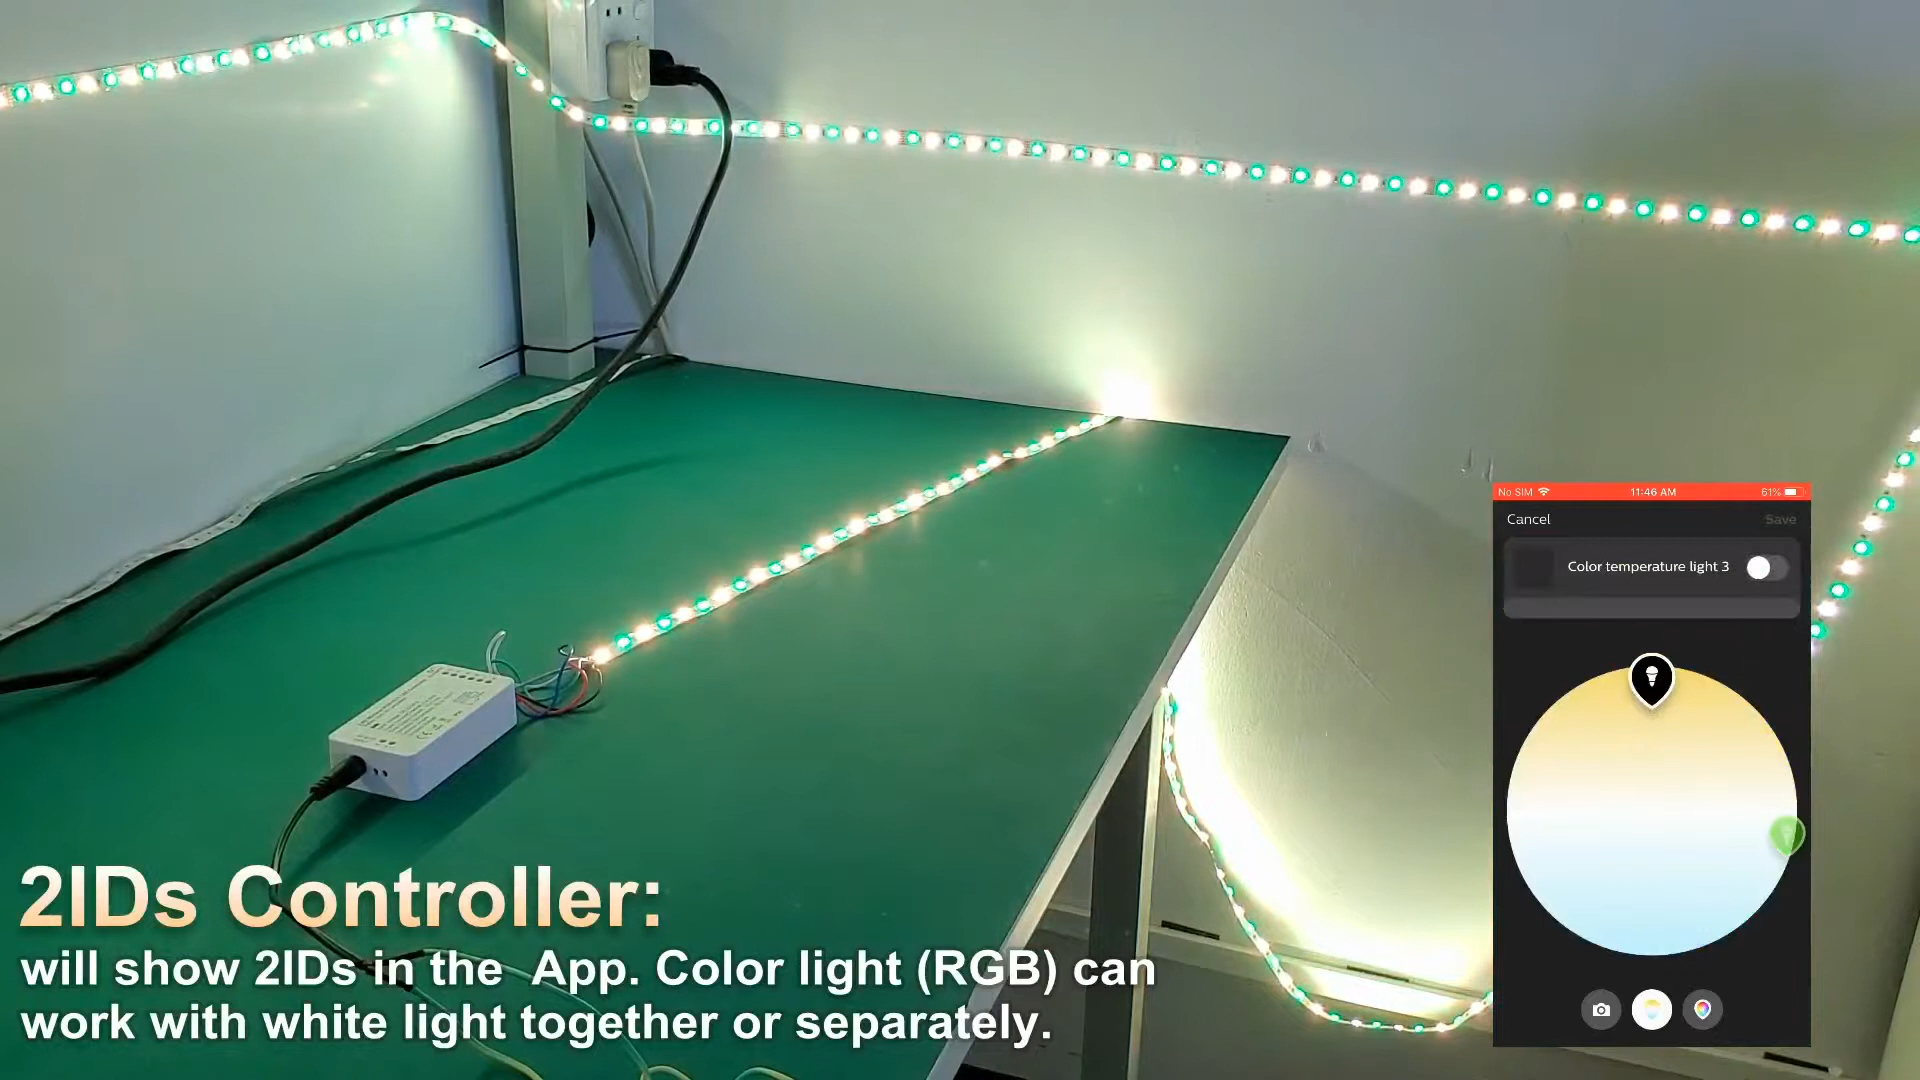 No SIM 11:46 AM 61%
Cancel Save
Color temperature light 3
2IDs Controller:
will show 2IDs in the App. Color light (RGB) can
work with white light together or separately.